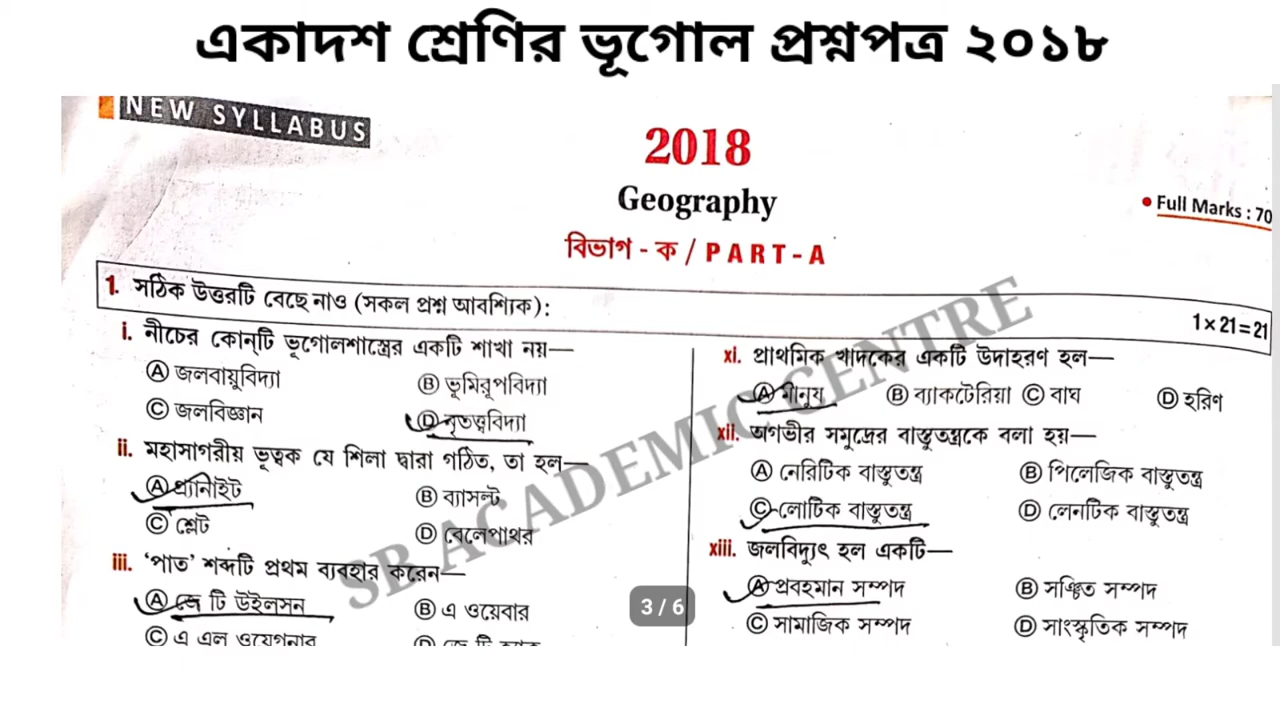 একাদশ শ্রেণির ভূগোল প্রশ্নপত্র ২০১৮
NEW SYLLABUS
2018
Geography
• Full Marks : 70
বিভাগ - ক / PART-A
1. সঠিক উত্তরটি বেছে নাও (সকল প্রশ্ন আবশ্যিক):
1×21=21
i. নীচের কোন্‌টি ভূগোলশাস্ত্রের একটি শাখা নয়—
Ⓐ জলবায়ুবিদ্যা Ⓑ ভূমিরূপবিদ্যা
Ⓒ জলবিজ্ঞান Ⓓ নৃতত্ত্ববিদ্যা
ii. মহাসাগরীয় ভূত্বক যে শিলা দ্বারা গঠিত, তা হল—
Ⓐ গ্র্যানাইট Ⓑ ব্যাসল্ট
Ⓒ শ্লেট Ⓓ বেলেপাথর
iii. ‘পাত’ শব্দটি প্রথম ব্যবহার করেন—
Ⓐ জে টি উইলসন Ⓑ এ ওয়েবার
Ⓒ এ এল ওয়েগনার Ⓓ জে টি
xi. প্রাথমিক খাদকের একটি উদাহরণ হল—
Ⓐ মানুষ Ⓑ ব্যাকটেরিয়া Ⓒ বাঘ Ⓓ হরিণ
xii. অগভীর সমুদ্রের বাস্তুতন্ত্রকে বলা হয়—
Ⓐ নেরিটিক বাস্তুতন্ত্র Ⓑ পিলেজিক বাস্তুতন্ত্র
Ⓒ লোটিক বাস্তুতন্ত্র Ⓓ লেনটিক বাস্তুতন্ত্র
xiii. জলবিদ্যুৎ হল একটি—
Ⓐ প্রবহমান সম্পদ Ⓑ সঞ্চিত সম্পদ
Ⓒ সামাজিক সম্পদ Ⓓ সাংস্কৃতিক সম্পদ
SB ACADEMIC CENTRE
3 / 6